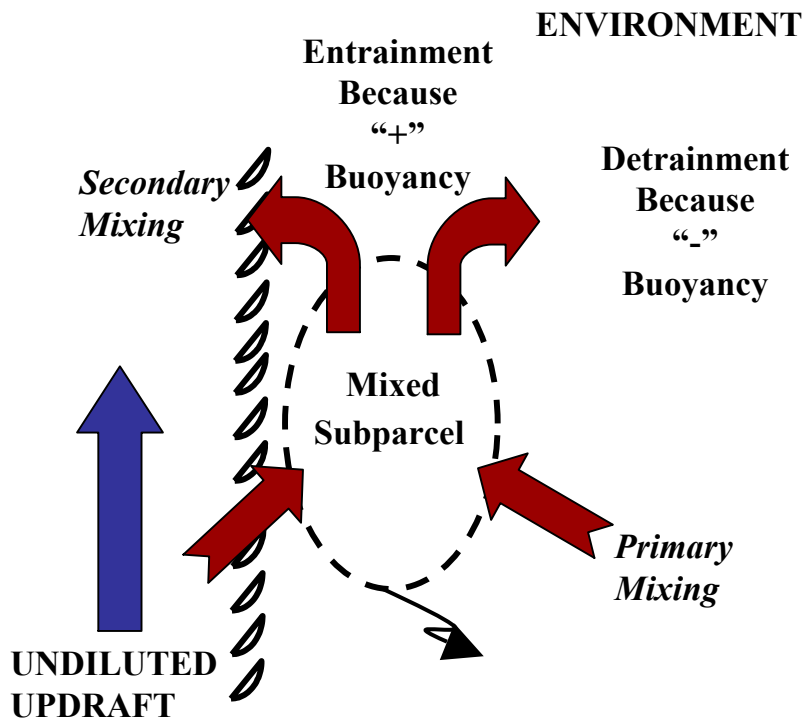 ENVIRONMENT
Entrainment
Because
“+”
Buoyancy
Detrainment
Because
“-”
Buoyancy
Secondary
Mixing
Mixed
Subparcel
Primary
Mixing
UNDILUTED
UPDRAFT